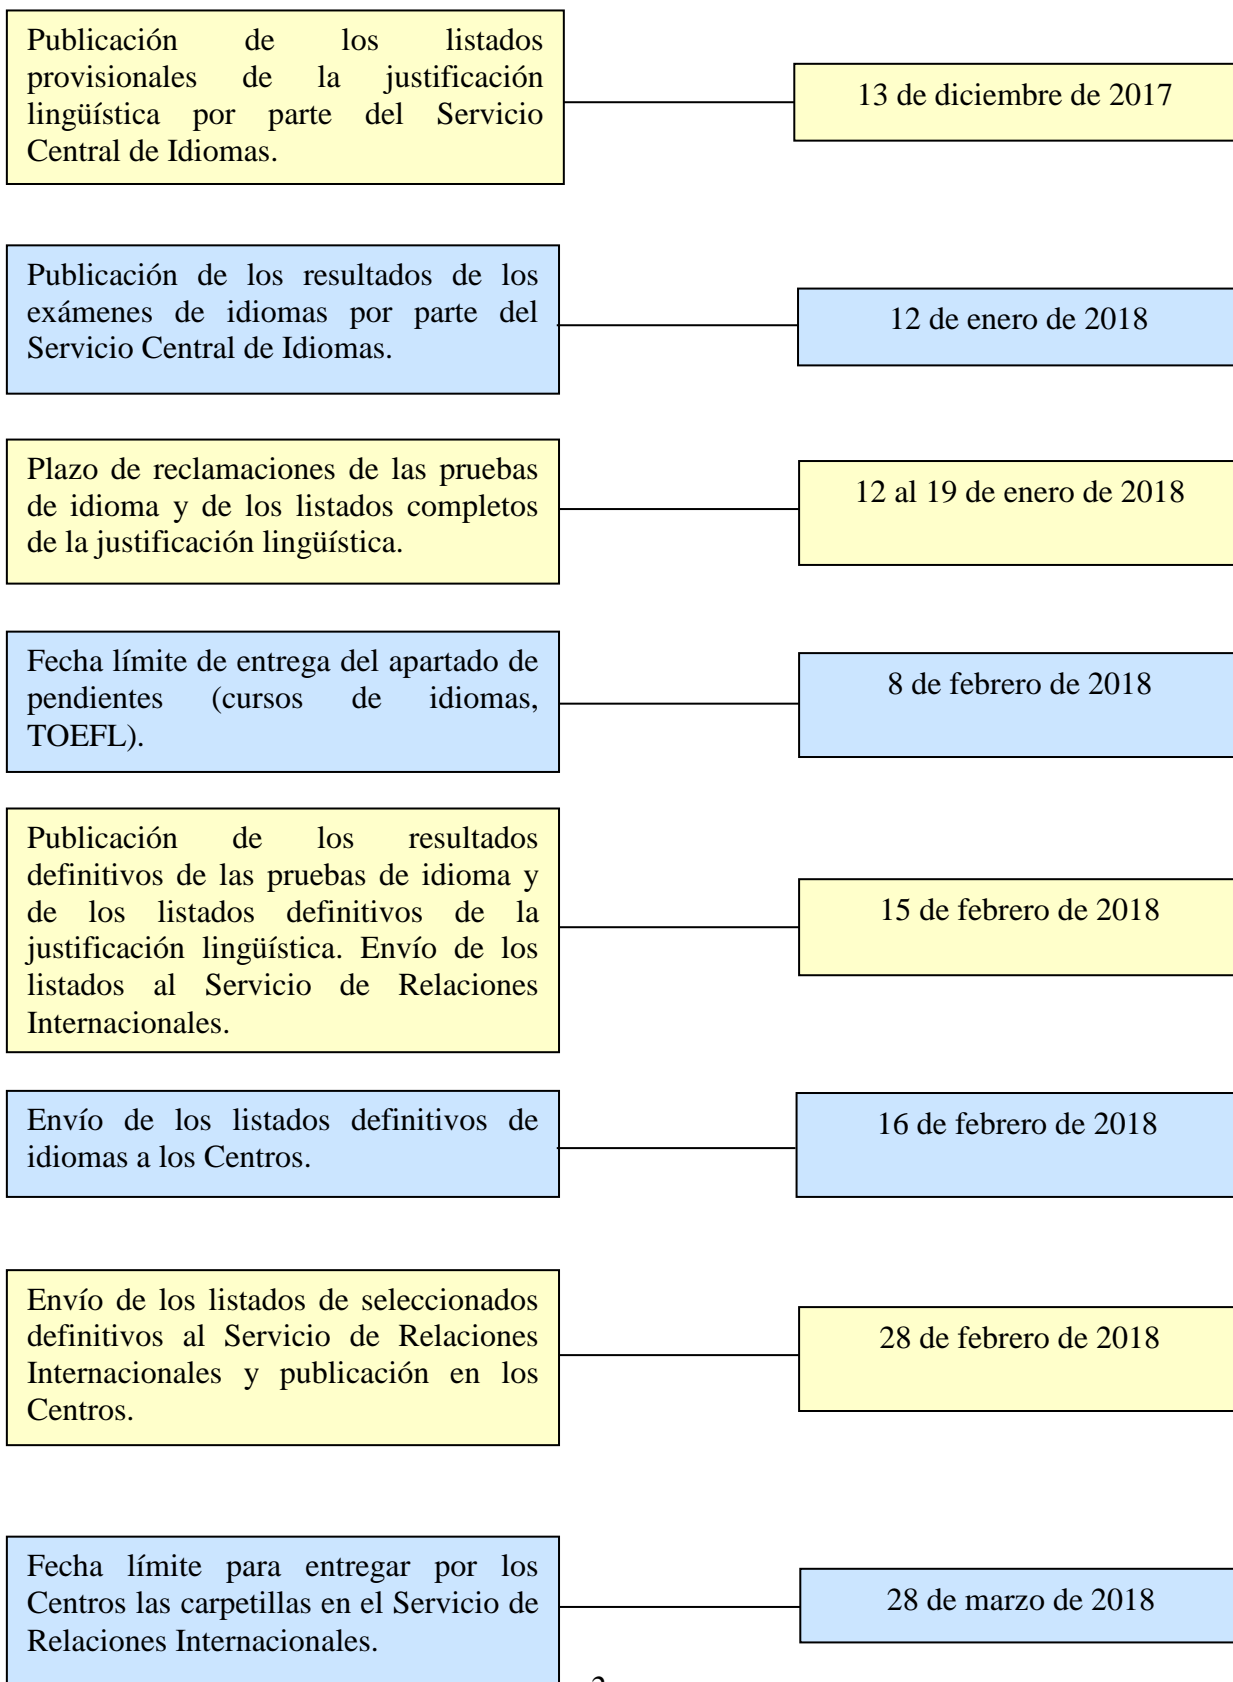 Publicación de los listados
provisionales de la justificación
lingüística por parte del Servicio
Central de Idiomas.
13 de diciembre de 2017
Publicación de los resultados de los
exámenes de idiomas por parte del
Servicio Central de Idiomas.
12 de enero de 2018
Plazo de reclamaciones de las pruebas
de idioma y de los listados completos
de la justificación lingüística.
12 al 19 de enero de 2018
Fecha límite de entrega del apartado de
pendientes (cursos de idiomas,
TOEFL).
8 de febrero de 2018
Publicación de los resultados
definitivos de las pruebas de idioma y
de los listados definitivos de la
justificación lingüística. Envío de los
listados al Servicio de Relaciones
Internacionales.
15 de febrero de 2018
Envío de los listados definitivos de
idiomas a los Centros.
16 de febrero de 2018
Envío de los listados de seleccionados
definitivos al Servicio de Relaciones
Internacionales y publicación en los
Centros.
28 de febrero de 2018
Fecha límite para entregar por los
Centros las carpetillas en el Servicio de
Relaciones Internacionales.
28 de marzo de 2018